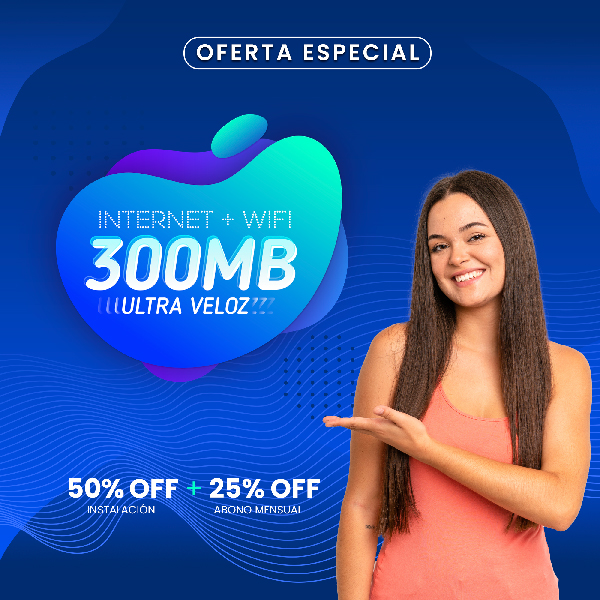 OFERTA ESPECIAL
INTERNET + WIFI
300MB
ULTRA VELOZ
50% OFF + 25% OFF
INSTALACIÓN ABONO MENSUAL